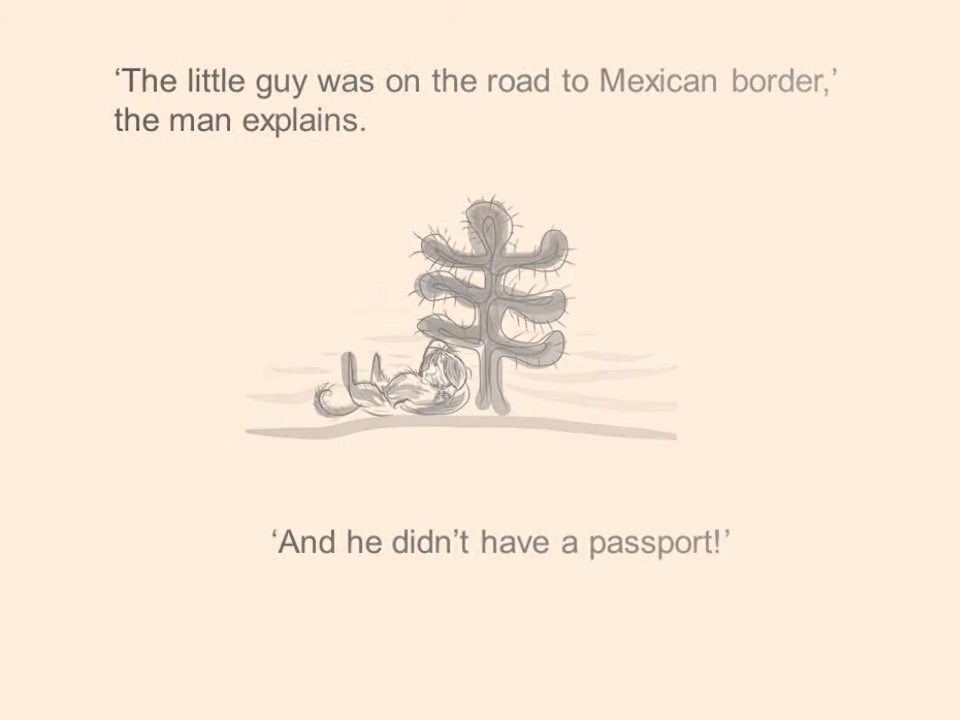 ‘The little guy was on the road to Mexican border,’
the man explains.
‘And he didn’t have a passport!’